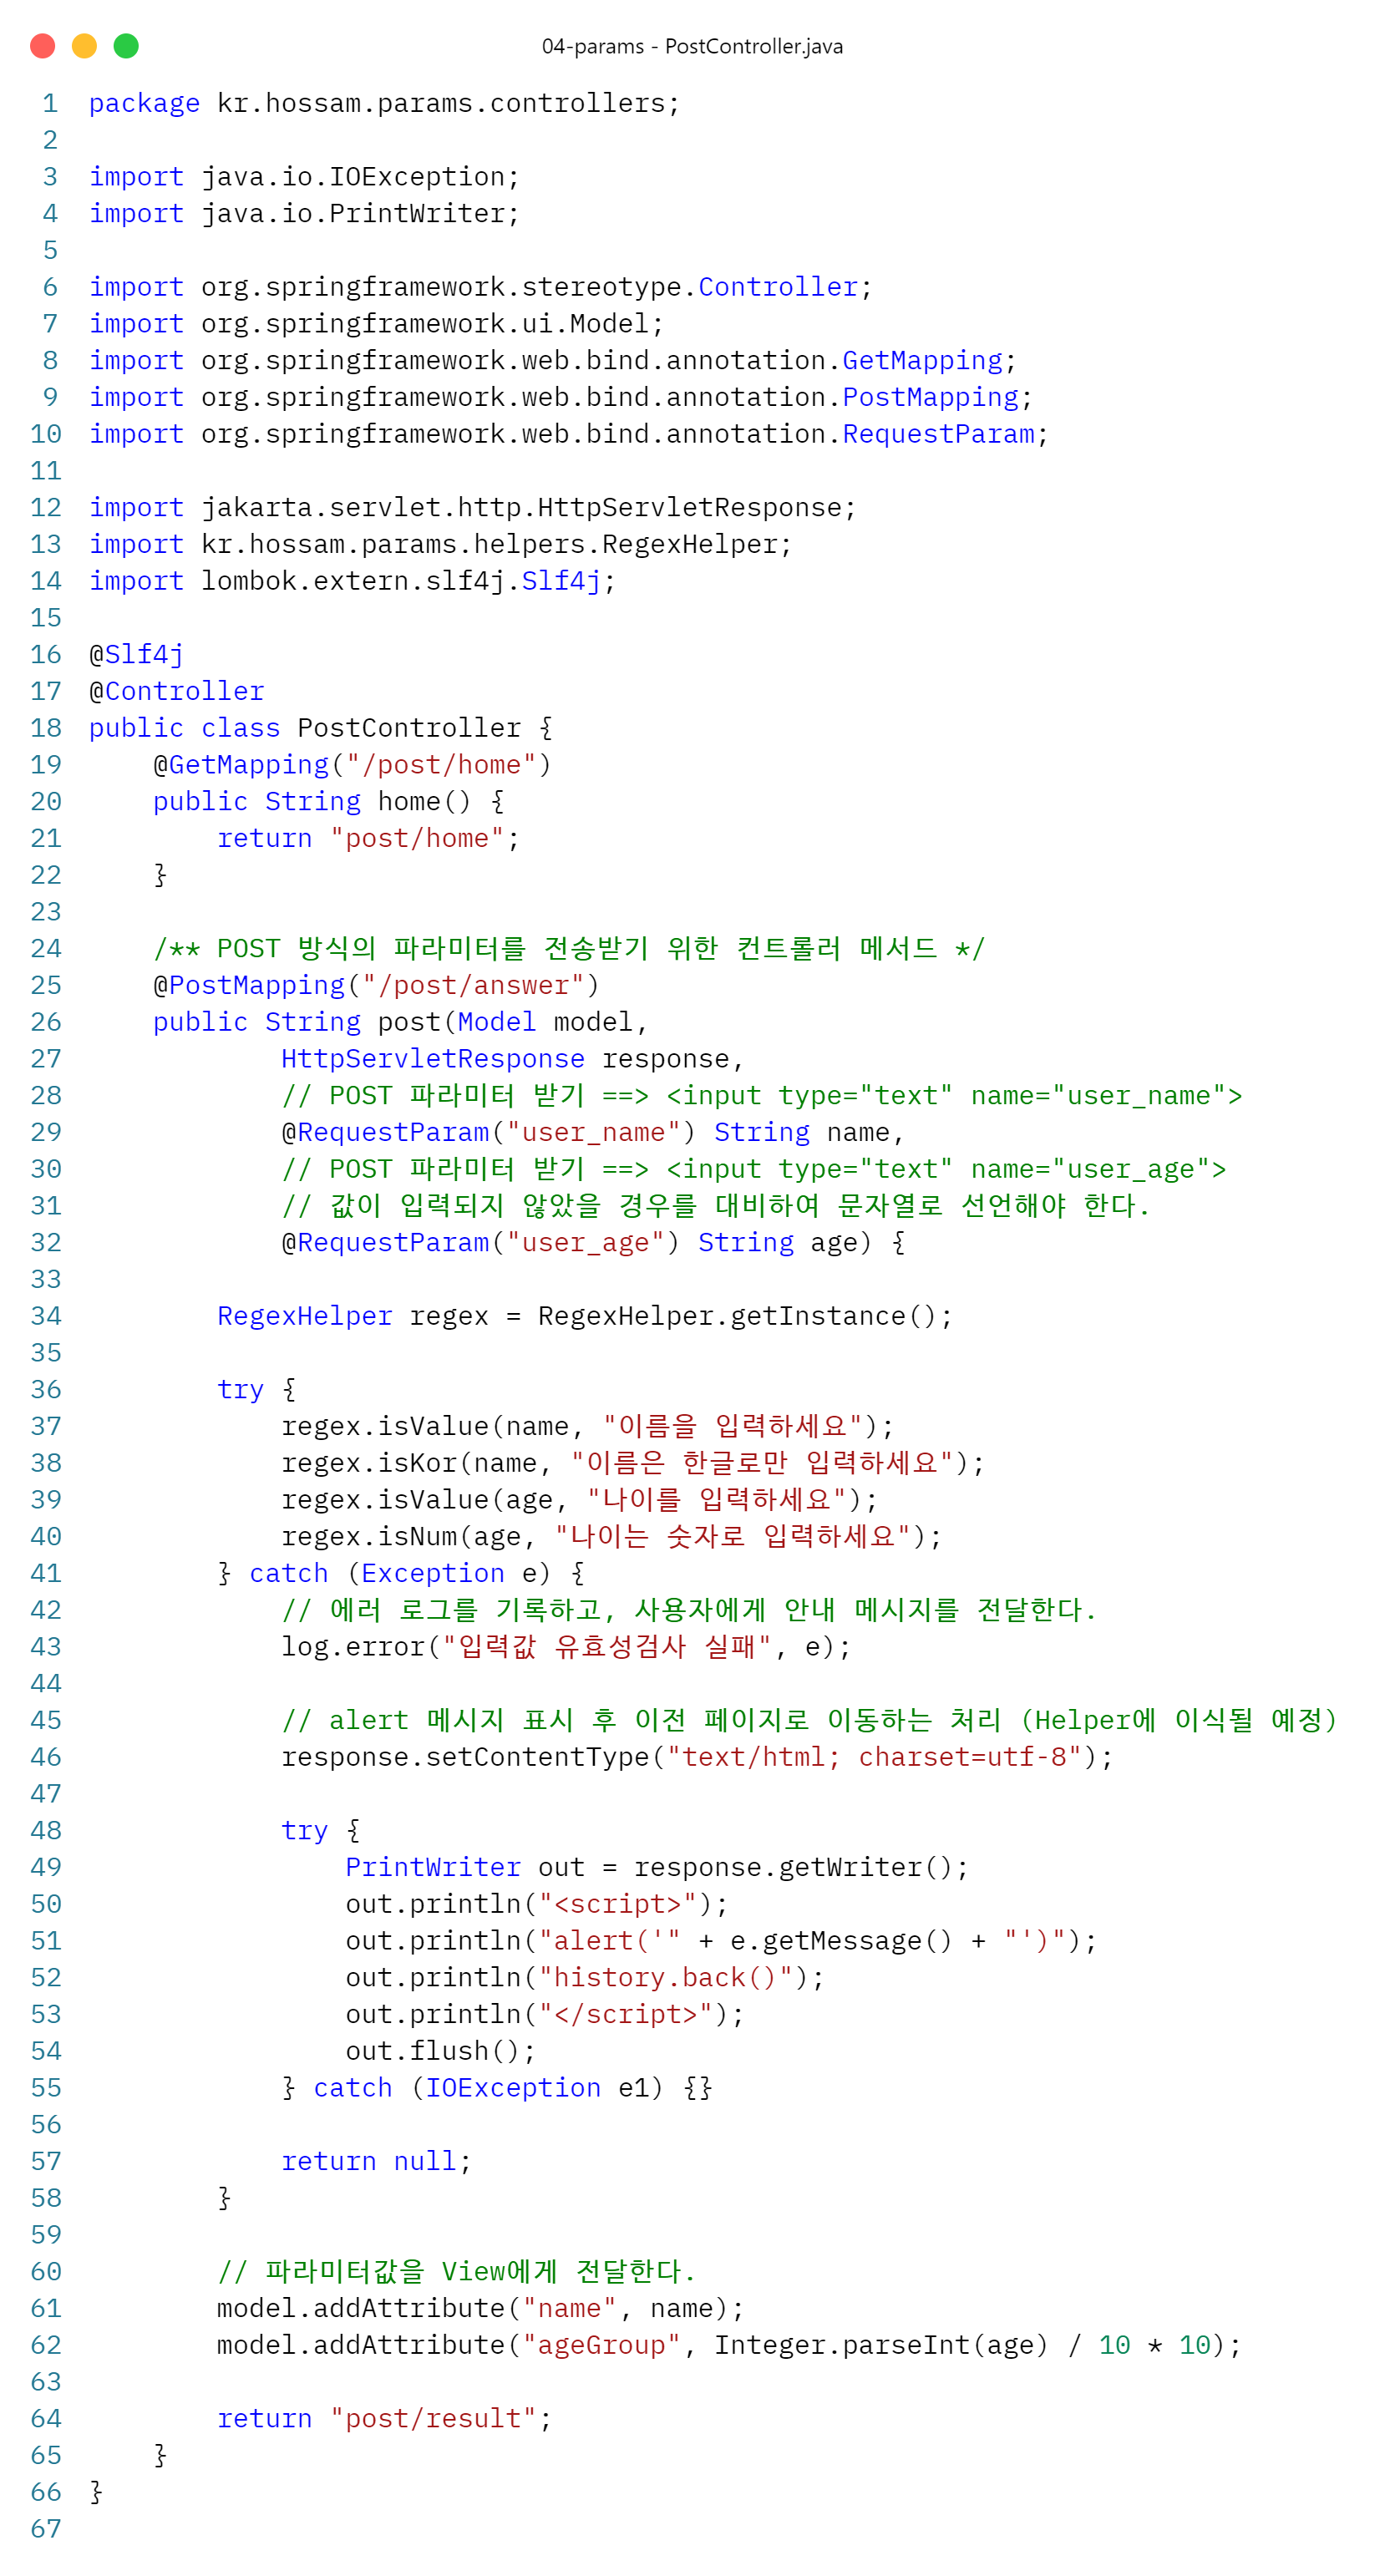 04-params - PostController.java
1 package kr.hossam.params.controllers;
2
3 import java.io.IOException;
4 import java.io.PrintWriter;
5
6 import org.springframework.stereotype.Controller;
7 import org.springframework.ui.Model;
8 import org.springframework.web.bind.annotation.GetMapping;
9 import org.springframework.web.bind.annotation.PostMapping;
10 import org.springframework.web.bind.annotation.RequestParam;
11
12 import jakarta.servlet.http.HttpServletResponse;
13 import kr.hossam.params.helpers.RegexHelper;
14 import lombok.extern.slf4j.Slf4j;
15
16 @Slf4j
17 @Controller
18 public class PostController {
19     @GetMapping("/post/home")
20     public String home() {
21         return "post/home";
22     }
23
24     /** POST 방식의 파라미터를 전송받기 위한 컨트롤러 메서드 */
25     @PostMapping("/post/answer")
26     public String post(Model model,
27             HttpServletResponse response,
28             // POST 파라미터 받기 ==> <input type="text" name="user_name">
29             @RequestParam("user_name") String name,
30             // POST 파라미터 받기 ==> <input type="text" name="user_age">
31             // 값이 입력되지 않았을 경우를 대비하여 문자열로 선언해야 한다.
32             @RequestParam("user_age") String age) {
33
34         RegexHelper regex = RegexHelper.getInstance();
35
36         try {
37             regex.isValue(name, "이름을 입력하세요");
38             regex.isKor(name, "이름은 한글로만 입력하세요");
39             regex.isValue(age, "나이를 입력하세요");
40             regex.isNum(age, "나이는 숫자로 입력하세요");
41         } catch (Exception e) {
42             // 에러 로그를 기록하고, 사용자에게 안내 메시지를 전달한다.
43             log.error("입력값 유효성검사 실패", e);
44
45             // alert 메시지 표시 후 이전 페이지로 이동하는 처리 (Helper에 이식될 예정)
46             response.setContentType("text/html; charset=utf-8");
47
48             try {
49                 PrintWriter out = response.getWriter();
50                 out.println("<script>");
51                 out.println("alert('" + e.getMessage() + "')");
52                 out.println("history.back()");
53                 out.println("</script>");
54                 out.flush();
55             } catch (IOException e1) {}
56
57             return null;
58         }
59
60         // 파라미터값을 View에게 전달한다.
61         model.addAttribute("name", name);
62         model.addAttribute("ageGroup", Integer.parseInt(age) / 10 * 10);
63
64         return "post/result";
65     }
66 }
67